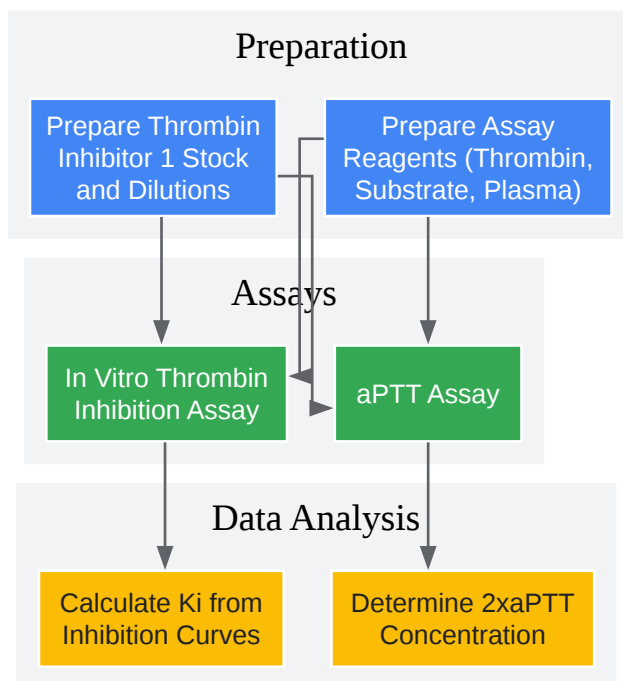 Preparation
Prepare Thrombin
Inhibitor 1 Stock
and Dilutions
Prepare Assay
Reagents (Thrombin,
Substrate, Plasma)
Assays
In Vitro Thrombin
Inhibition Assay
aPTT Assay
Data Analysis
Calculate Ki from
Inhibition Curves
Determine 2xaPTT
Concentration